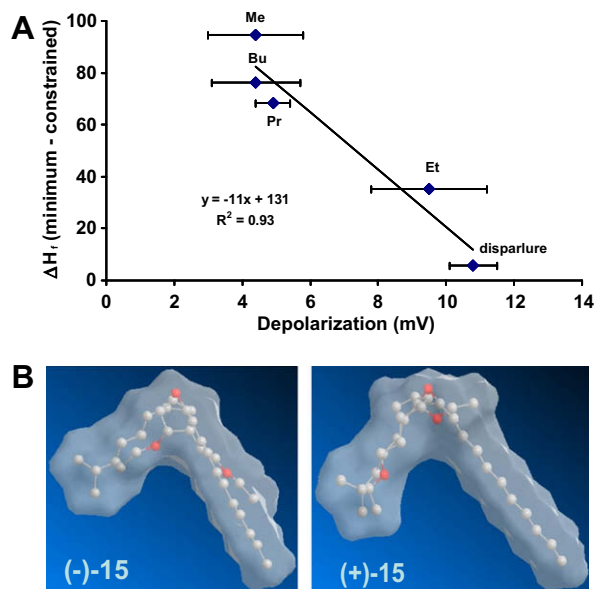 A
ΔHf (minimum - constrained)
100
80
60
40
20
0
Me
Bu
Pr
Et
disparlure
y = -11x + 131
R² = 0.93
0 2 4 6 8 10 12 14
Depolarization (mV)
B
(-)-15
(+)-15